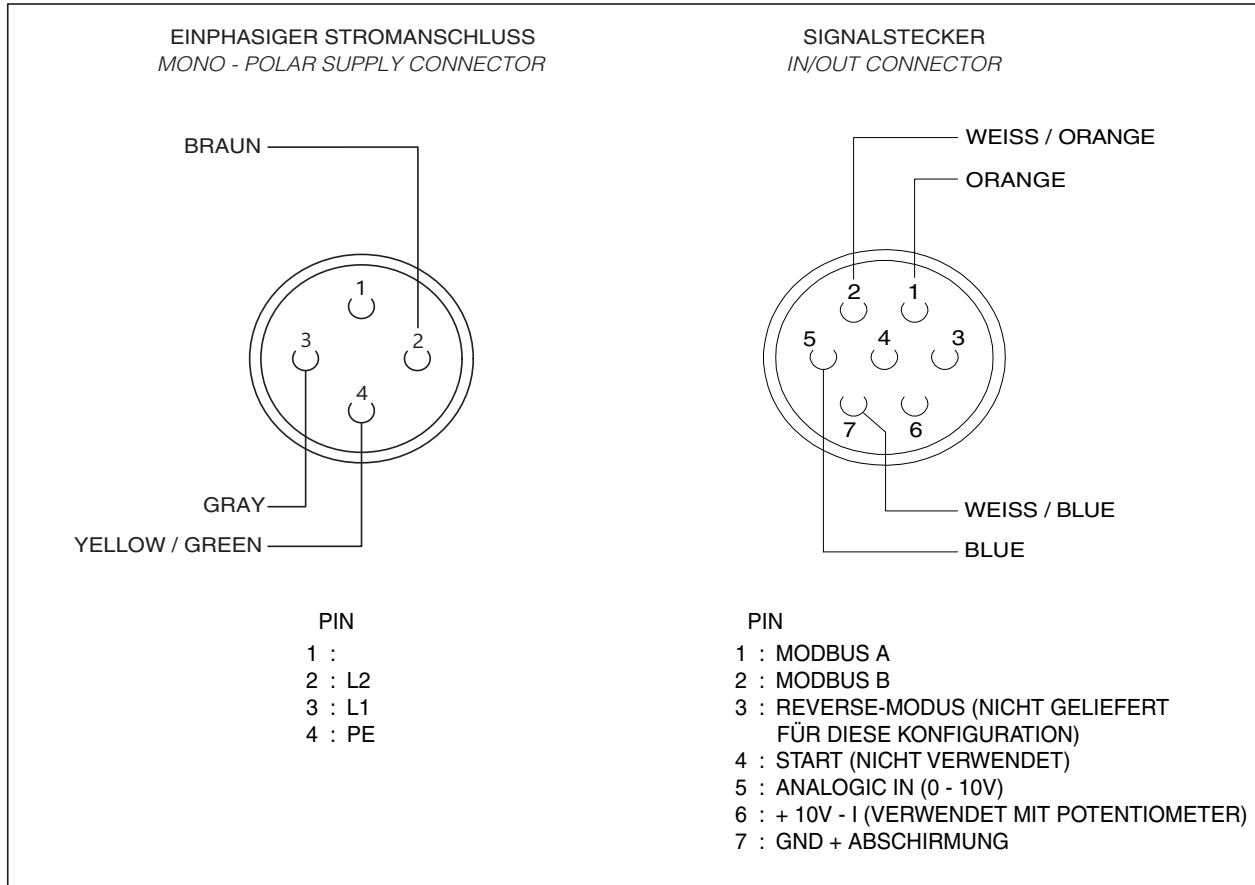 EINPHASIGER STROMANSCHLUSS
MONO - POLAR SUPPLY CONNECTOR
BRAUN
1
3
2
4
GRAY
YELLOW / GREEN
PIN
1 :
2 : L2
3 : L1
4 : PE
SIGNALSTECKER
IN/OUT CONNECTOR
WEISS / ORANGE
ORANGE
2
1
5
4
3
7
6
WEISS / BLUE
BLUE
PIN
1 : MODBUS A
2 : MODBUS B
3 : REVERSE-MODUS (NICHT GELIEFERT
FÜR DIESE KONFIGURATION)
4 : START (NICHT VERWENDET)
5 : ANALOGIC IN (0 - 10V)
6 : + 10V - I (VERWENDET MIT POTENTIOMETER)
7 : GND + ABSCHIRMUNG